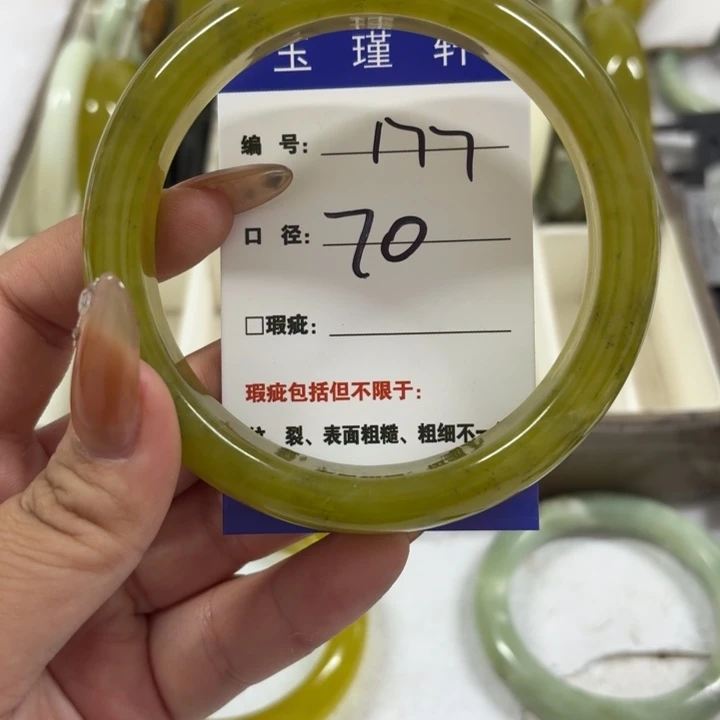 玉瑾轩
编号: 177
口径: 70
□瑕疵:
瑕疵包括但不限于:
裂、表面粗糙、粗细不一